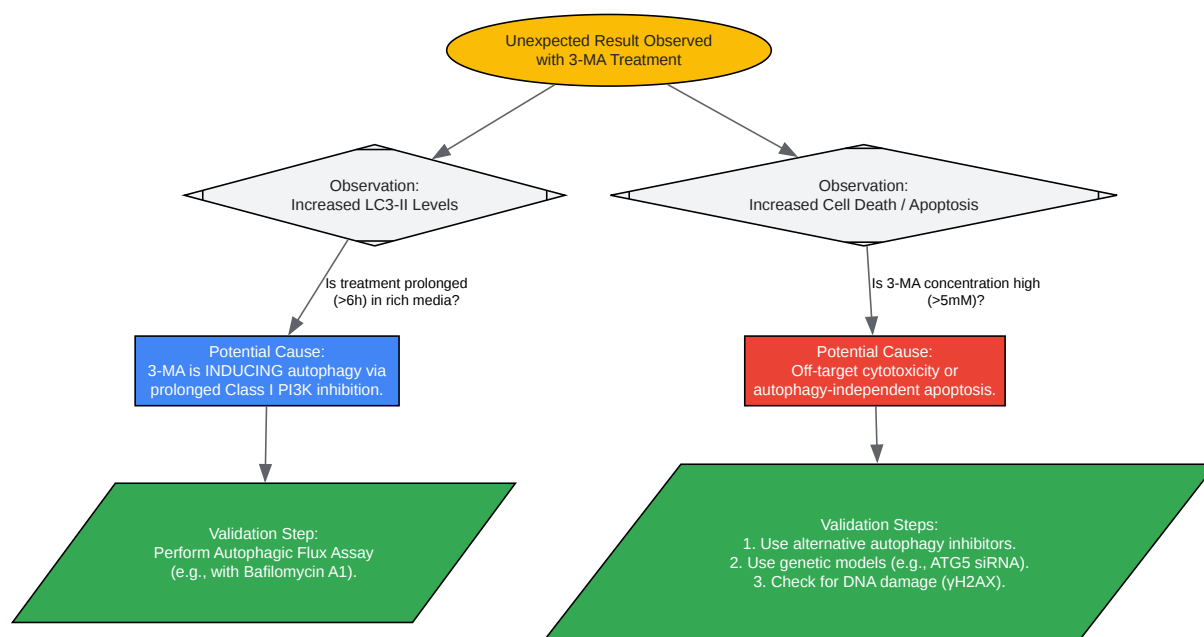 Unexpected Result Observed
with 3-MA Treatment
Observation:
Increased LC3-II Levels
Observation:
Increased Cell Death / Apoptosis
Is treatment prolonged
(>6h) in rich media?
Is 3-MA concentration high
(>5mM)?
Potential Cause:
3-MA is INDUCING autophagy via
prolonged Class I PI3K inhibition.
Potential Cause:
Off-target cytotoxicity or
autophagy-independent apoptosis.
Validation Step:
Perform Autophagic Flux Assay
(e.g., with Bafilomycin A1).
Validation Steps:
1. Use alternative autophagy inhibitors.
2. Use genetic models (e.g., ATG5 siRNA).
3. Check for DNA damage (γH2AX).